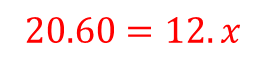 20.60 = 12. x